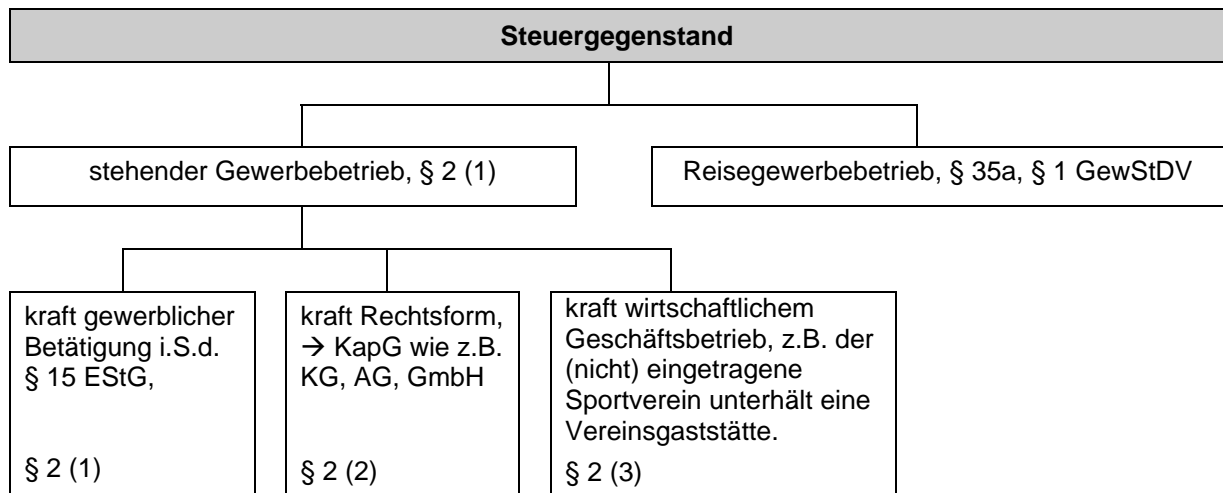 Steuergegenstand
stehender Gewerbebetrieb, § 2 (1)
Reisegewerbebetrieb, § 35a, § 1 GewStDV
kraft gewerblicher
Betätigung i.S.d.
§ 15 EStG,
§ 2 (1)
kraft Rechtsform,
→ KapG wie z.B.
KG, AG, GmbH
§ 2 (2)
kraft wirtschaftlichem
Geschäftsbetrieb, z.B. der
(nicht) eingetragene
Sportverein unterhält eine
Vereinsgaststätte.
§ 2 (3)